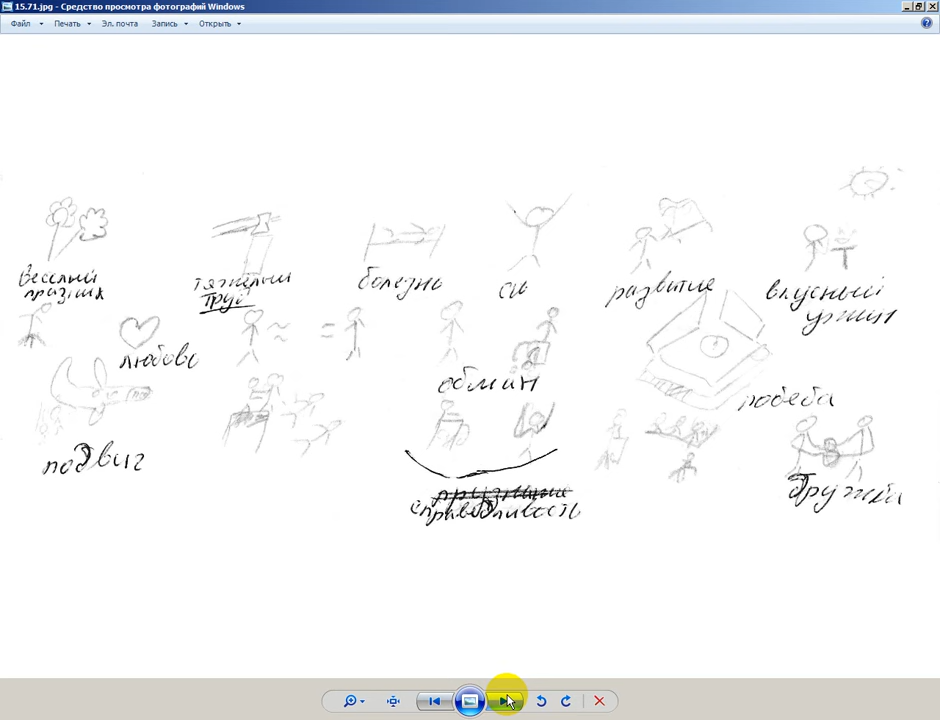 15.71.jpg - Средство просмотра фотографий Windows
Файл Печать Эл. почта Запись Открыть
Веселый праздник
тяжелый труд
болезнь
развитие
вкусный ужин
любовь
обман
победа
подвиг
справедливость
дружба